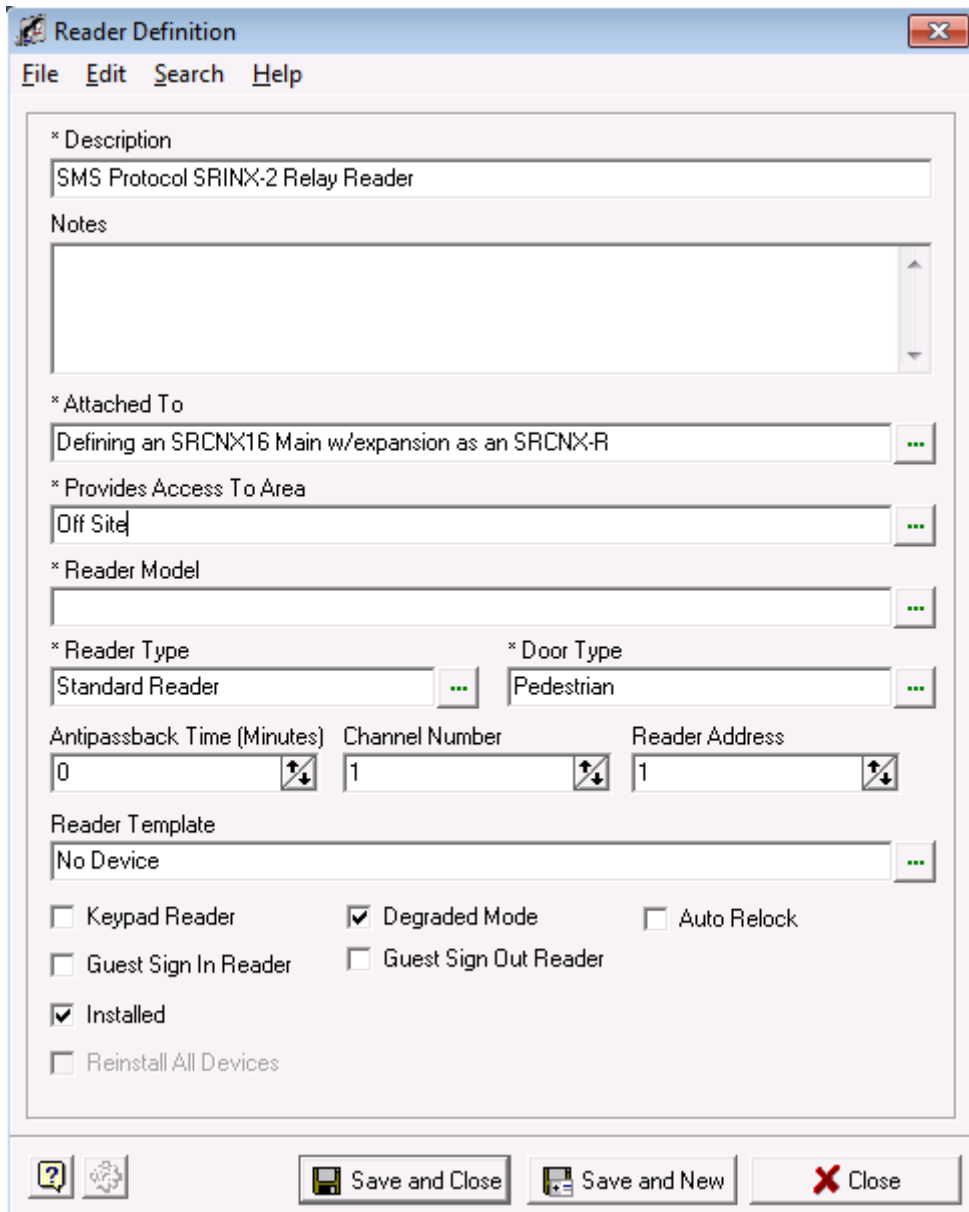 Reader Definition
File Edit Search Help
* Description
SMS Protocol SRINX-2 Relay Reader
Notes
* Attached To
Defining an SRCNX16 Main w/expansion as an SRCNX-R
* Provides Access To Area
Off Site
* Reader Model
* Reader Type * Door Type
Standard Reader Pedestrian
Antipassback Time (Minutes) Channel Number Reader Address
0 1 1
Reader Template
No Device
Keypad Reader Degraded Mode Auto Relock
Guest Sign In Reader Guest Sign Out Reader
Installed
Reinstall All Devices
Save and Close Save and New Close